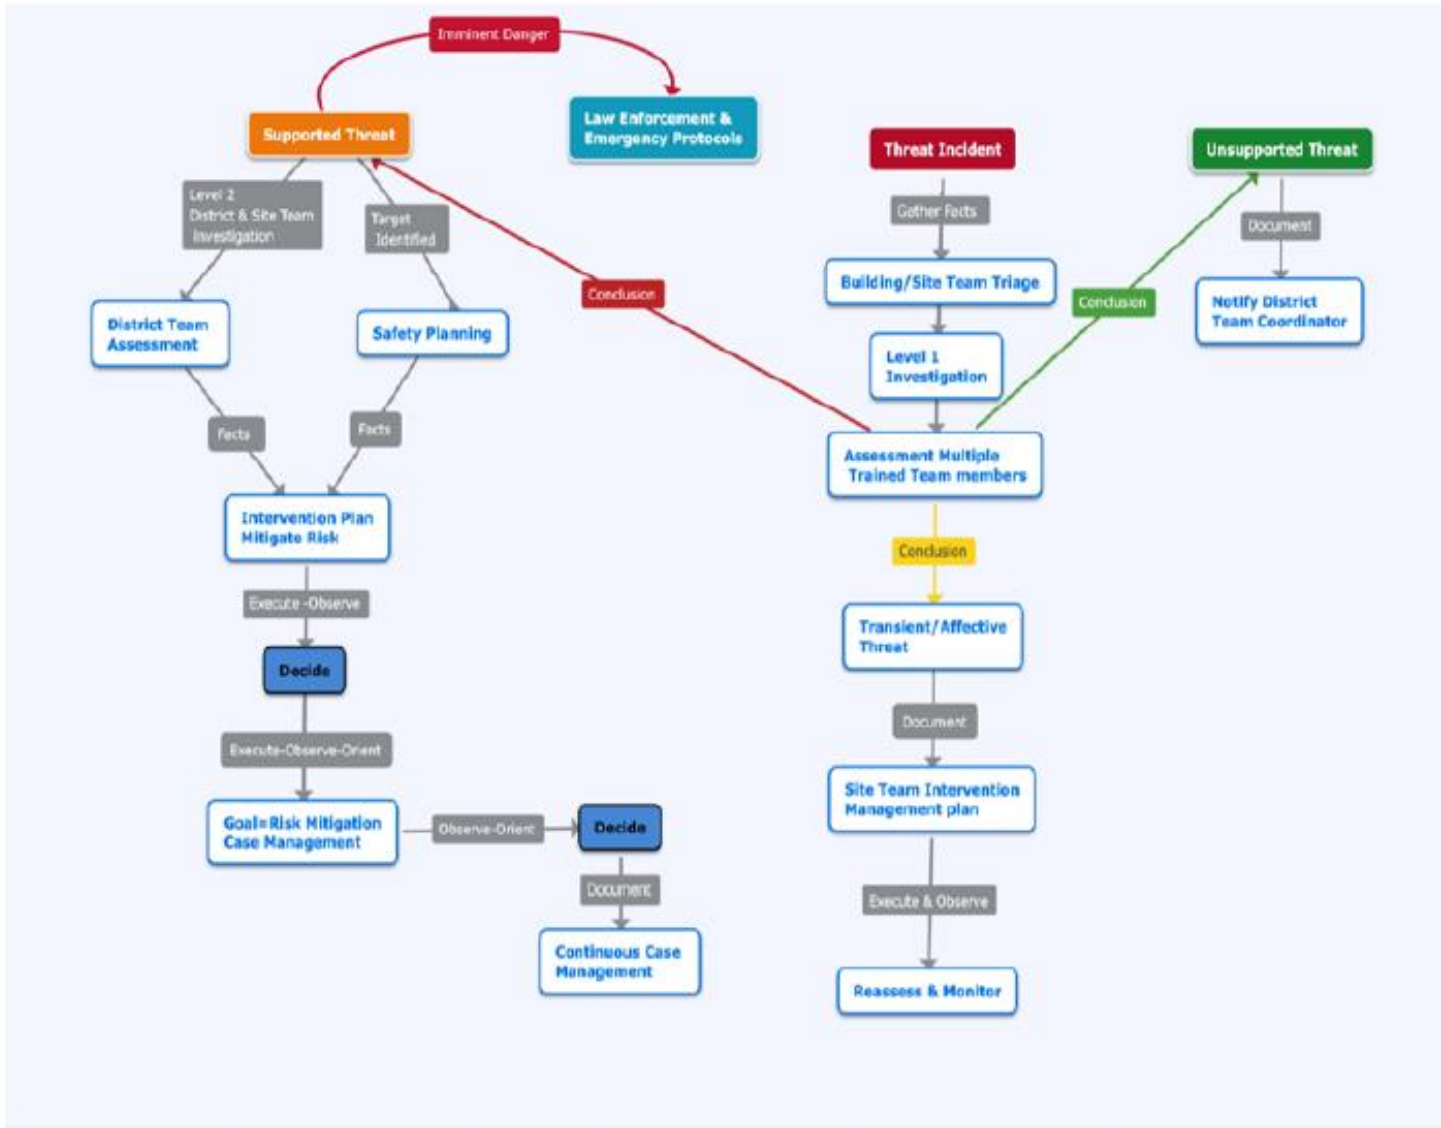 Imminent Danger
Supported Threat
Law Enforcement &
Emergency Protocols
Threat Incident
Unsupported Threat
Level 2
District & Site Team
Investigation
Target
Identified
Gather Facts
Document
Building/Site Team Triage
Conclusion
Conclusion
Notify District
Team Coordinator
District Team
Assessment
Safety Planning
Level 1
Investigation
Facts
Facts
Assessment Multiple
Trained Team members
Intervention Plan
Mitigate Risk
Conclusion
Execute -Observe
Transient/Affective
Threat
Decide
Document
Execute-Observe-Orient
Site Team Intervention
Management plan
Goal=Risk Mitigation
Case Management
Observe-Orient
Decide
Document
Execute & Observe
Continuous Case
Management
Reassess & Monitor